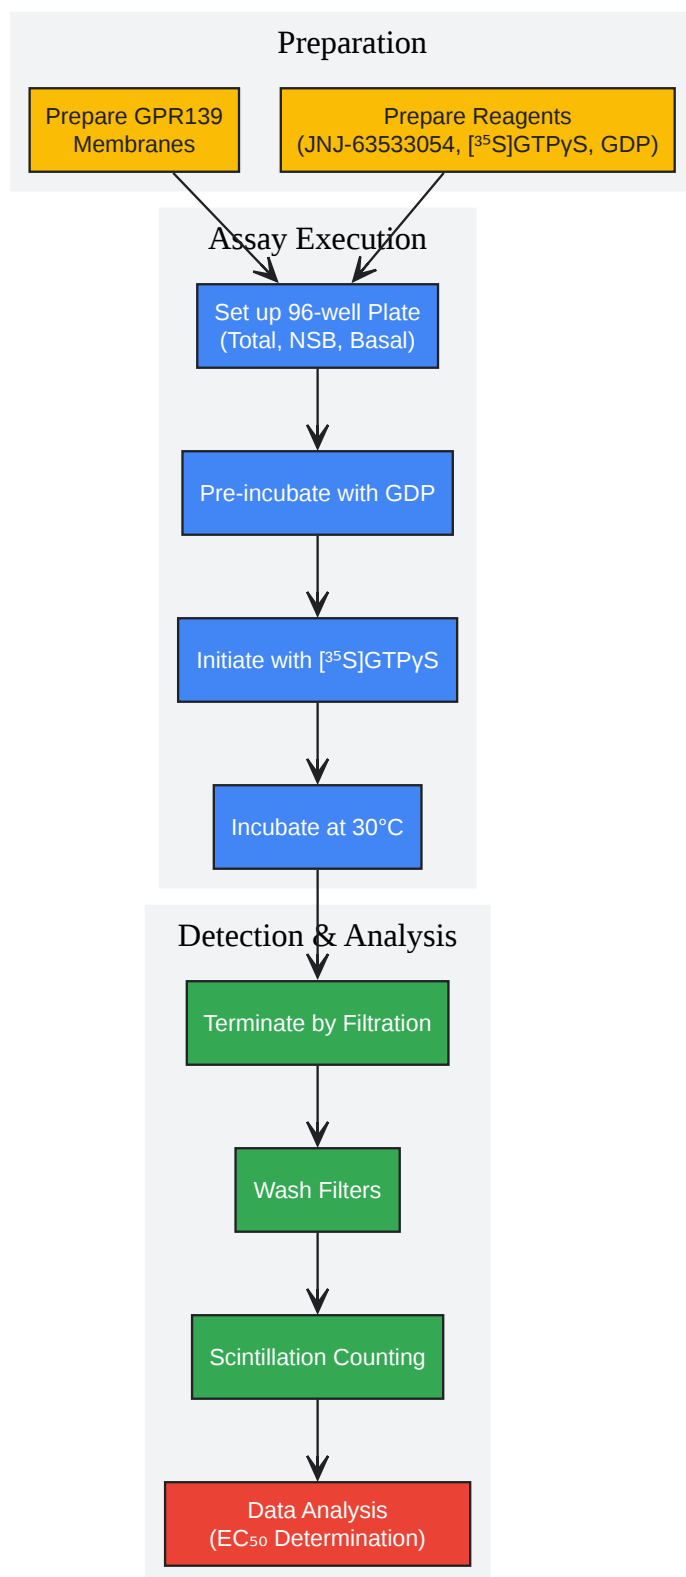 Preparation
Prepare GPR139
Membranes
Prepare Reagents
(JNJ-63533054, [³⁵S]GTPγS, GDP)
Assay Execution
Set up 96-well Plate
(Total, NSB, Basal)
Pre-incubate with GDP
Initiate with [³⁵S]GTPγS
Incubate at 30°C
Detection & Analysis
Terminate by Filtration
Wash Filters
Scintillation Counting
Data Analysis
(EC₅₀ Determination)